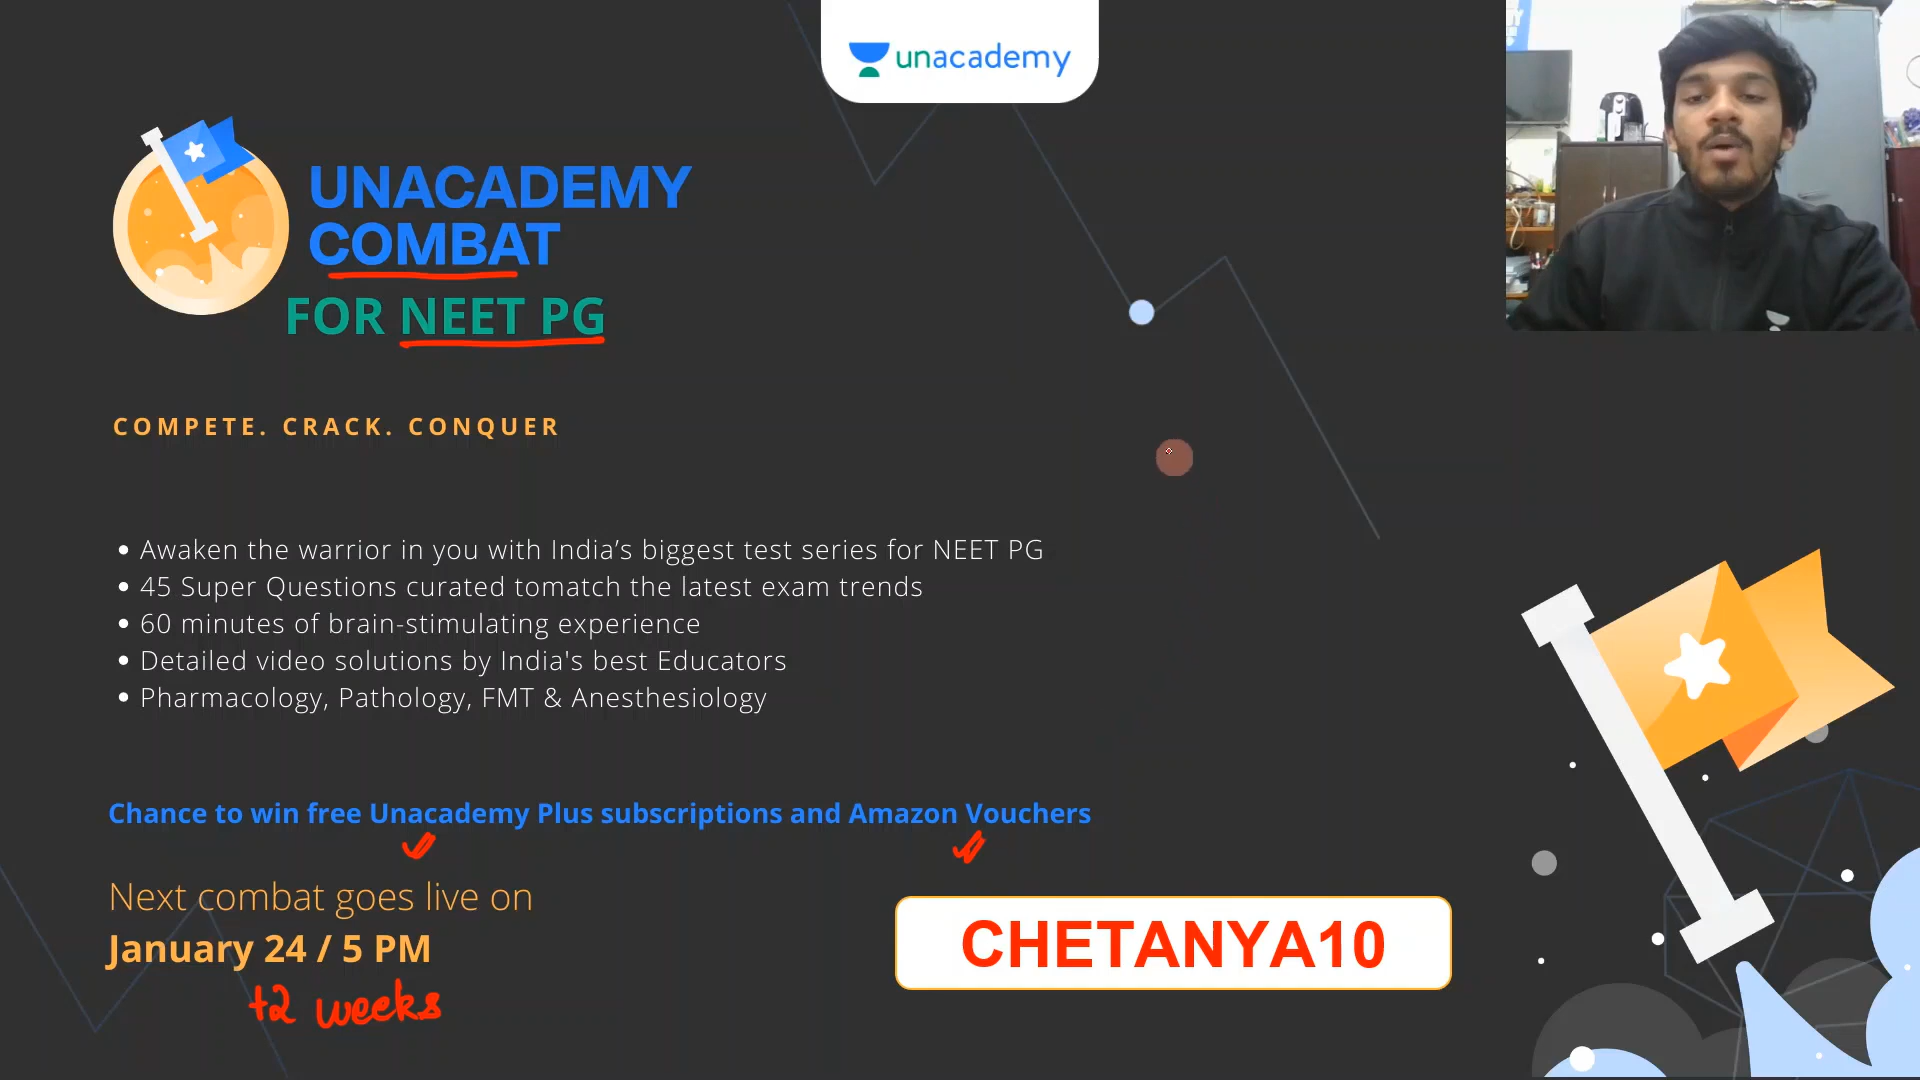 unacademy
UNACADEMY
COMBAT
FOR NEET PG
COMPETE. CRACK. CONQUER
• Awaken the warrior in you with India’s biggest test series for NEET PG
• 45 Super Questions curated tomatch the latest exam trends
• 60 minutes of brain-stimulating experience
• Detailed video solutions by India's best Educators
• Pharmacology, Pathology, FMT & Anesthesiology
Chance to win free Unacademy Plus subscriptions and Amazon Vouchers
Next combat goes live on
January 24 / 5 PM
+2 weeks
CHETANYA10